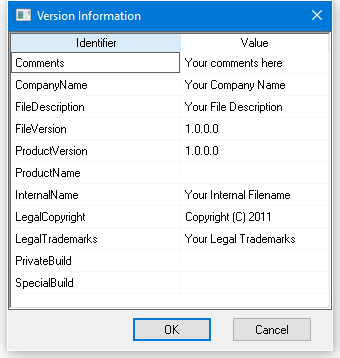 Version Information
Identifier Value
Comments Your comments here
CompanyName Your Company Name
FileDescription Your File Description
FileVersion 1.0.0.0
ProductVersion 1.0.0.0
ProductName
InternalName Your Internal Filename
LegalCopyright Copyright (C) 2011
LegalTrademarks Your Legal Trademarks
PrivateBuild
SpecialBuild
OK Cancel